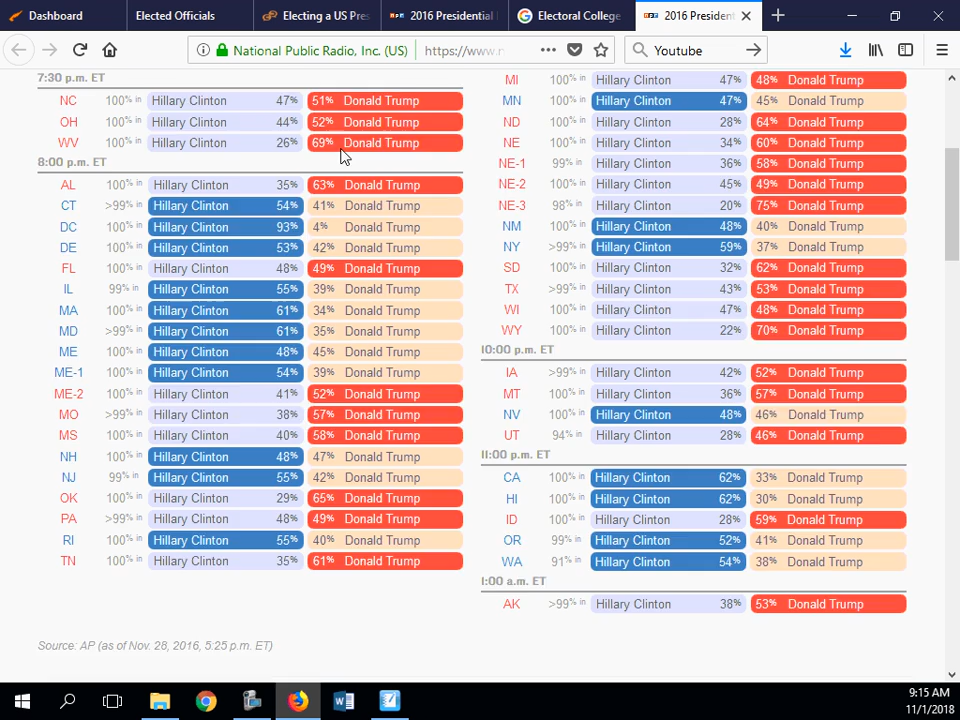 Dashboard
Elected Officials
Electing a US Pres
2016 Presidential
Electoral College
2016 President
National Public Radio, Inc. (US)
https://www.n
Youtube
7:30 p.m. ET
NC 100% in Hillary Clinton 47% 51% Donald Trump
OH 100% in Hillary Clinton 44% 52% Donald Trump
WV 100% in Hillary Clinton 26% 69% Donald Trump
8:00 p.m. ET
AL 100% in Hillary Clinton 35% 63% Donald Trump
CT >99% in Hillary Clinton 54% 41% Donald Trump
DC 100% in Hillary Clinton 93% 4% Donald Trump
DE 100% in Hillary Clinton 53% 42% Donald Trump
FL 100% in Hillary Clinton 48% 49% Donald Trump
IL 99% in Hillary Clinton 55% 39% Donald Trump
MA 100% in Hillary Clinton 61% 34% Donald Trump
MD >99% in Hillary Clinton 61% 35% Donald Trump
ME 100% in Hillary Clinton 48% 45% Donald Trump
ME-1 100% in Hillary Clinton 54% 39% Donald Trump
ME-2 100% in Hillary Clinton 41% 52% Donald Trump
MO >99% in Hillary Clinton 38% 57% Donald Trump
MS 100% in Hillary Clinton 40% 58% Donald Trump
NH 100% in Hillary Clinton 48% 47% Donald Trump
NJ 99% in Hillary Clinton 55% 42% Donald Trump
OK 100% in Hillary Clinton 29% 65% Donald Trump
PA >99% in Hillary Clinton 48% 49% Donald Trump
RI 100% in Hillary Clinton 55% 40% Donald Trump
TN 100% in Hillary Clinton 35% 61% Donald Trump
MI 100% in Hillary Clinton 47% 48% Donald Trump
MN 100% in Hillary Clinton 47% 45% Donald Trump
ND 100% in Hillary Clinton 28% 64% Donald Trump
NE 100% in Hillary Clinton 34% 60% Donald Trump
NE-1 99% in Hillary Clinton 36% 58% Donald Trump
NE-2 100% in Hillary Clinton 45% 49% Donald Trump
NE-3 98% in Hillary Clinton 20% 75% Donald Trump
NM 100% in Hillary Clinton 48% 40% Donald Trump
NY >99% in Hillary Clinton 59% 37% Donald Trump
SD 100% in Hillary Clinton 32% 62% Donald Trump
TX >99% in Hillary Clinton 43% 53% Donald Trump
WI 100% in Hillary Clinton 47% 48% Donald Trump
WY 100% in Hillary Clinton 22% 70% Donald Trump
10:00 p.m. ET
IA >99% in Hillary Clinton 42% 52% Donald Trump
MT 100% in Hillary Clinton 36% 57% Donald Trump
NV 100% in Hillary Clinton 48% 46% Donald Trump
UT 94% in Hillary Clinton 28% 46% Donald Trump
11:00 p.m. ET
CA 100% in Hillary Clinton 62% 33% Donald Trump
HI 100% in Hillary Clinton 62% 30% Donald Trump
ID 100% in Hillary Clinton 28% 59% Donald Trump
OR 99% in Hillary Clinton 52% 41% Donald Trump
WA 91% in Hillary Clinton 54% 38% Donald Trump
1:00 a.m. ET
AK >99% in Hillary Clinton 38% 53% Donald Trump
Source: AP (as of Nov. 28, 2016, 5:25 p.m. ET)
9:15 AM
11/1/2018